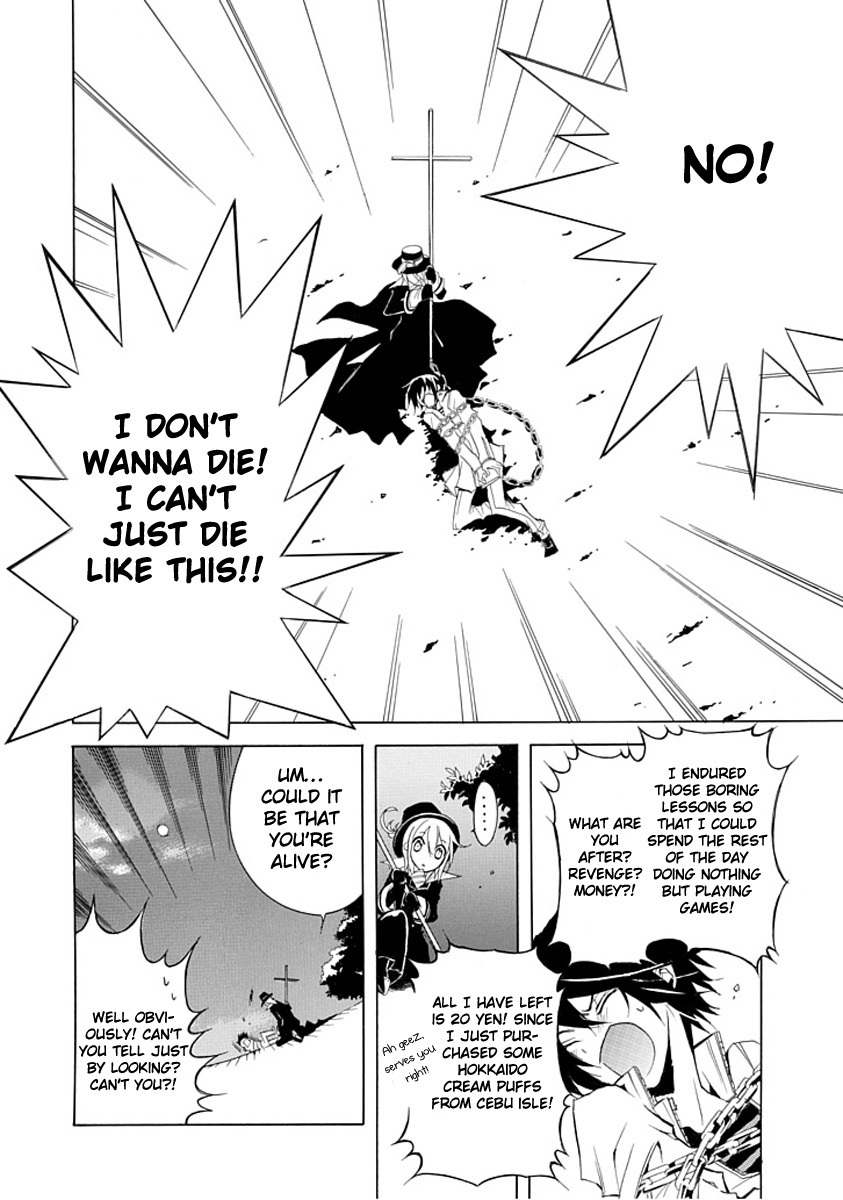 NO!
I DON'T
WANNA DIE!
I CAN'T
JUST DIE
LIKE THIS!!
I ENDURED
THOSE BORING
LESSONS SO
THAT I COULD
SPEND THE REST
OF THE DAY
DOING NOTHING
BUT PLAYING
GAMES!
WHAT ARE
YOU
AFTER?
REVENGE?
MONEY?!
ALL I HAVE LEFT
IS 20 YEN! SINCE
I JUST PUR-
CHASED SOME
HOKKAIDO
CREAM PUFFS
FROM CEBU ISLE!
Ah geez,
serves you
right!
....
UM...
COULD IT
BE THAT
YOU'RE
ALIVE?
WELL OBVI-
OUSLY! CAN'T
YOU TELL JUST
BY LOOKING?
CAN'T YOU?!